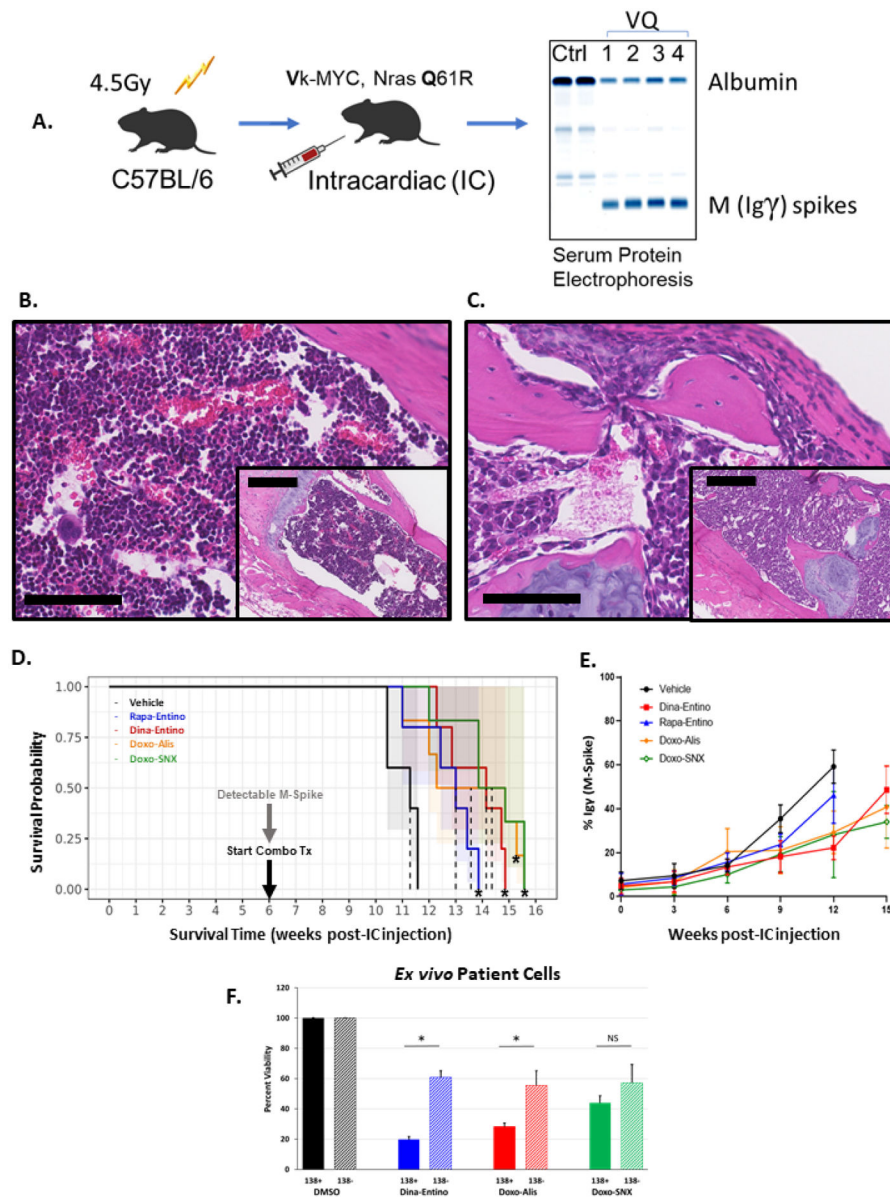 A.
4.5Gy
C57BL/6
Vk-MYC, Nras Q61R
Intracardiac (IC)
VQ
Ctrl 1 2 3 4
Albumin
M (Igγ) spikes
Serum Protein
Electrophoresis
B.
C.
D.
1.00
0.75
0.50
0.25
0.00
Survival Probability
Vehicle
Rapa-Entino
Dina-Entino
Doxo-Alis
Doxo-SNX
Detectable M-Spike
Start Combo Tx
* * * *
0 1 2 3 4 5 6 7 8 9 10 11 12 13 14 15 16
Survival Time (weeks post-IC injection)
E.
100
80
60
40
20
0
% Igγ (M-Spike)
Vehicle
Dina-Entino
Rapa-Entino
Doxo-Alis
Doxo-SNX
0 3 6 9 12 15
Weeks post-IC injection
F.
Ex vivo Patient Cells
120
100
80
60
40
20
0
Percent Viability
* * NS
138+ 138- 138+ 138- 138+ 138- 138+ 138-
DMSO Dina-Entino Doxo-Alis Doxo-SNX